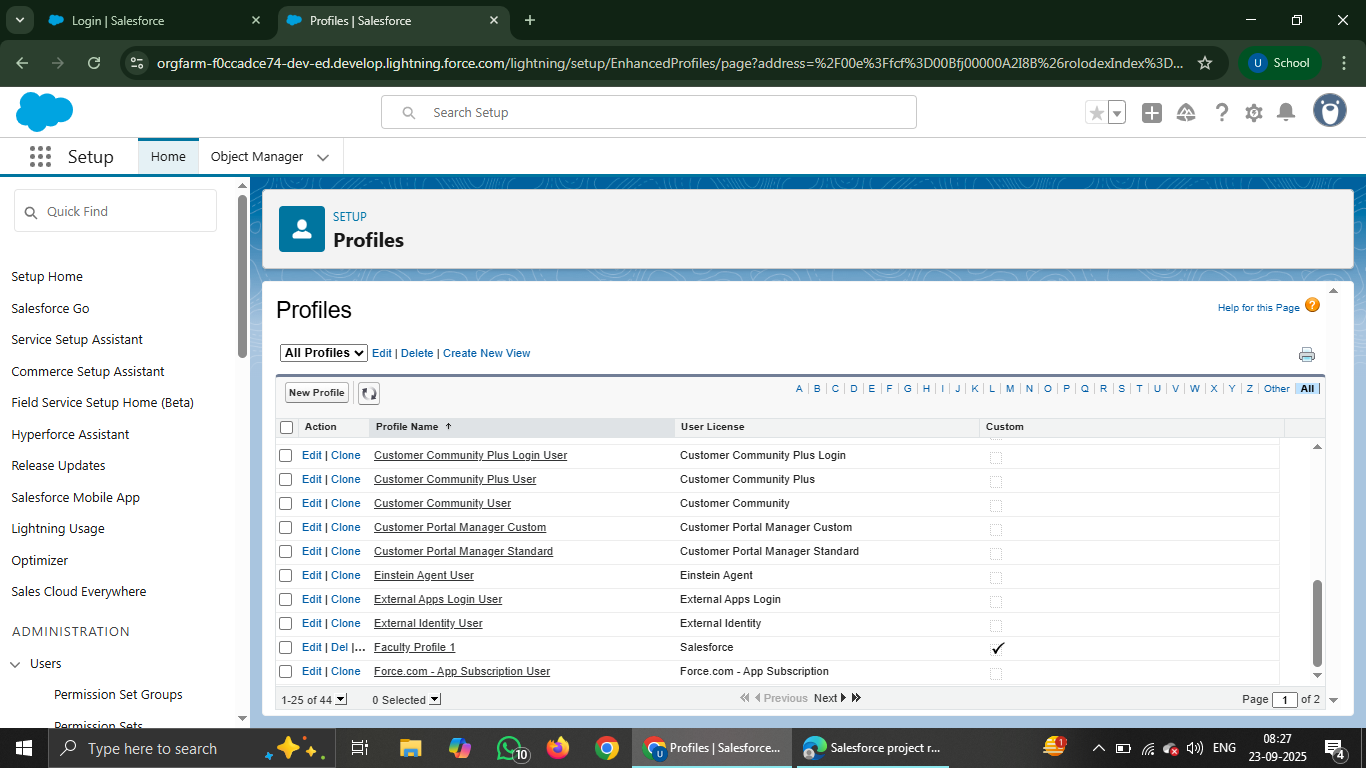 Login | Salesforce
Profiles | Salesforce
orgfarm-f0ccadce74-dev-ed.develop.lightning.force.com/lightning/setup/EnhancedProfiles/page?address=%2F00e%3Ffcf%3D00Bfj00000A2I8B%26rolodexIndex%3D...
U School
Search Setup
Setup
Home
Object Manager
Quick Find
Setup Home
Salesforce Go
Service Setup Assistant
Commerce Setup Assistant
Field Service Setup Home (Beta)
Hyperforce Assistant
Release Updates
Salesforce Mobile App
Lightning Usage
Optimizer
Sales Cloud Everywhere
ADMINISTRATION
Users
Permission Set Groups
Permission Sets
SETUP
Profiles
Profiles
Help for this Page ?
All Profiles Edit | Delete | Create New View
New Profile
A | B | C | D | E | F | G | H | I | J | K | L | M | N | O | P | Q | R | S | T | U | V | W | X | Y | Z | Other | All
Action Profile Name ↑ User License Custom
Edit | Clone Customer Community Plus Login User Customer Community Plus Login
Edit | Clone Customer Community Plus User Customer Community Plus
Edit | Clone Customer Community User Customer Community
Edit | Clone Customer Portal Manager Custom Customer Portal Manager Custom
Edit | Clone Customer Portal Manager Standard Customer Portal Manager Standard
Edit | Clone Einstein Agent User Einstein Agent
Edit | Clone External Apps Login User External Apps Login
Edit | Clone External Identity User External Identity
Edit | Del |... Faculty Profile 1 Salesforce ✓
Edit | Clone Force.com - App Subscription User Force.com - App Subscription
1-25 of 44 0 Selected Previous Next Page 1 of 2
Type here to search
10
U
Profiles | Salesforce...
Salesforce project r...
1
ENG
08:27
23-09-2025
4